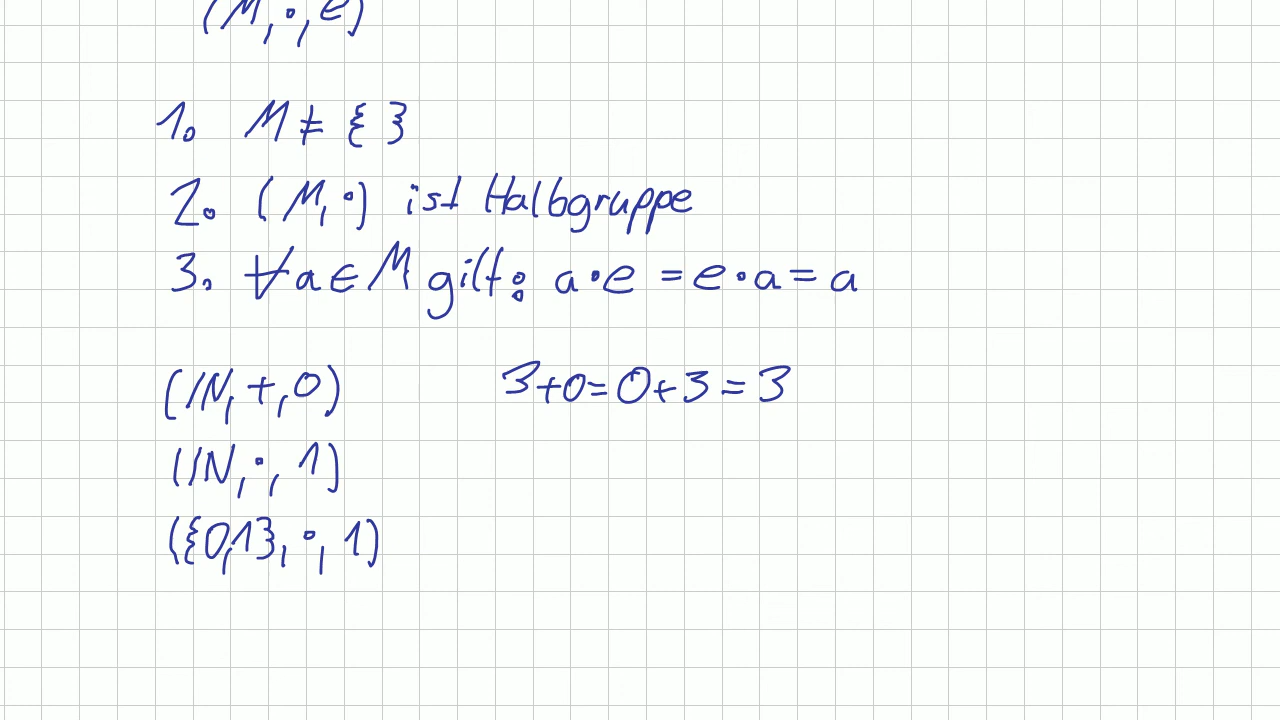 (M, ∘, e)
1. M ≠ { }
2. (M, ∘) ist Halbgruppe
3. ∀a ∈ M gilt: a∘e = e∘a = a
(ℕ, +, 0) 3+0=0+3=3
(ℕ, ·, 1)
({0,1}, ·, 1)